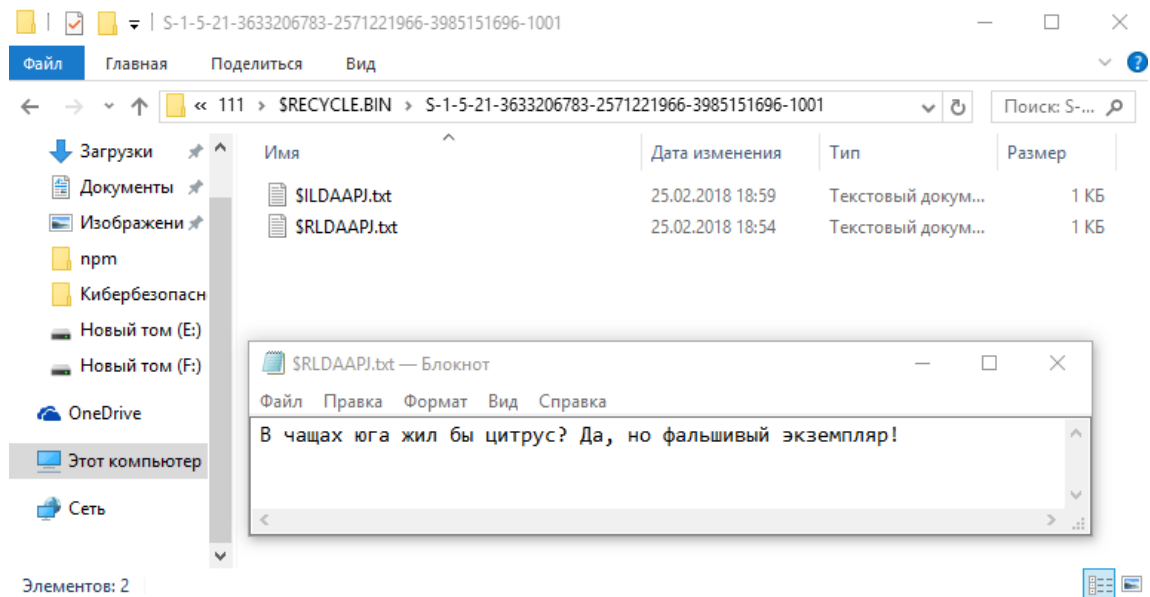 S-1-5-21-3633206783-2571221966-3985151696-1001
Файл Главная Поделиться Вид
« 111 > $RECYCLE.BIN > S-1-5-21-3633206783-2571221966-3985151696-1001 Поиск: S-...
Имя Дата изменения Тип Размер
Загрузки
Документы
Изображени
npm
Кибербезопасн
Новый том (E:)
Новый том (F:)
OneDrive
Этот компьютер
Сеть
$ILDAAPJ.txt 25.02.2018 18:59 Текстовый докум... 1 КБ
$RLDAAPJ.txt 25.02.2018 18:54 Текстовый докум... 1 КБ
$RLDAAPJ.txt — Блокнот
Файл Правка Формат Вид Справка
В чащах юга жил бы цитрус? Да, но фальшивый экземпляр!
Элементов: 2